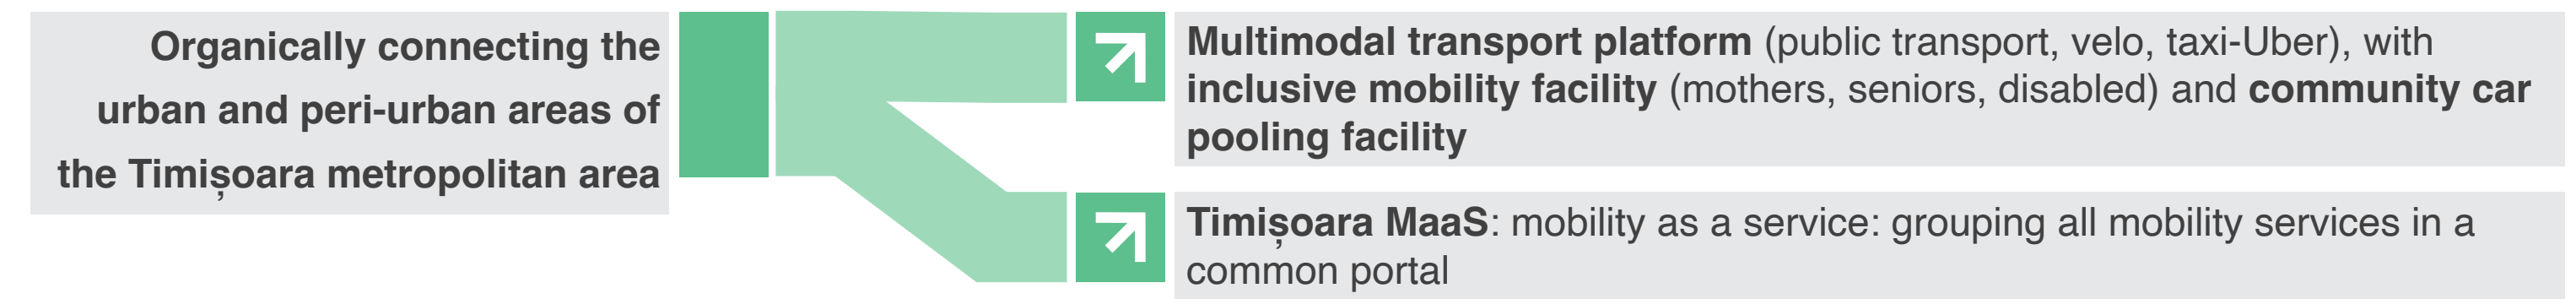 Organically connecting the
urban and peri-urban areas of
the Timișoara metropolitan area
Multimodal transport platform (public transport, velo, taxi-Uber), with
inclusive mobility facility (mothers, seniors, disabled) and community car
pooling facility
Timișoara MaaS: mobility as a service: grouping all mobility services in a
common portal